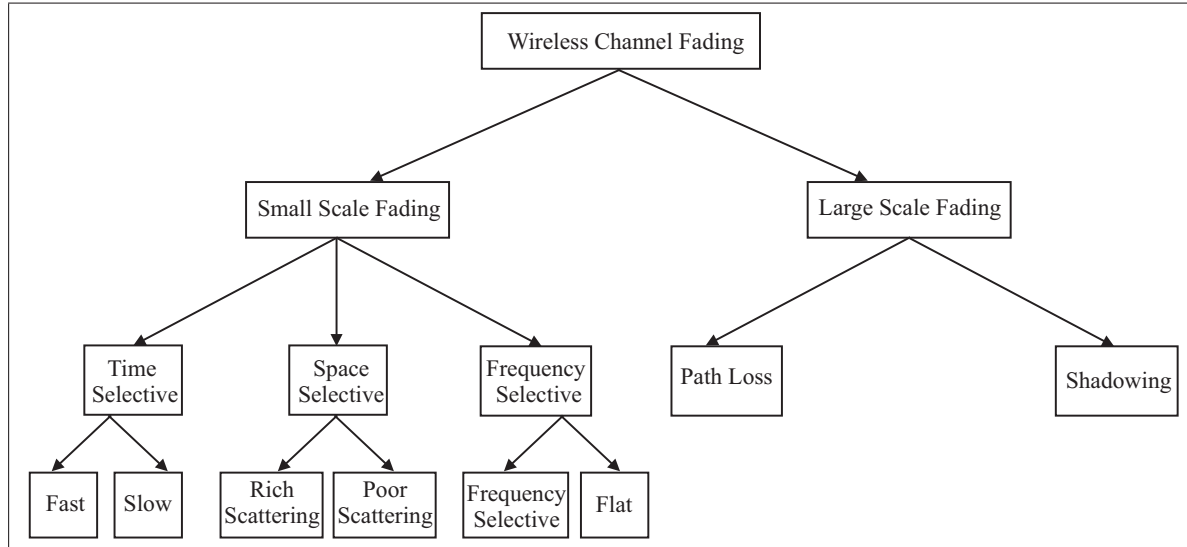 Wireless Channel Fading
Small Scale Fading
Large Scale Fading
Time
Selective
Space
Selective
Frequency
Selective
Path Loss
Shadowing
Fast
Slow
Rich
Scattering
Poor
Scattering
Frequency
Selective
Flat